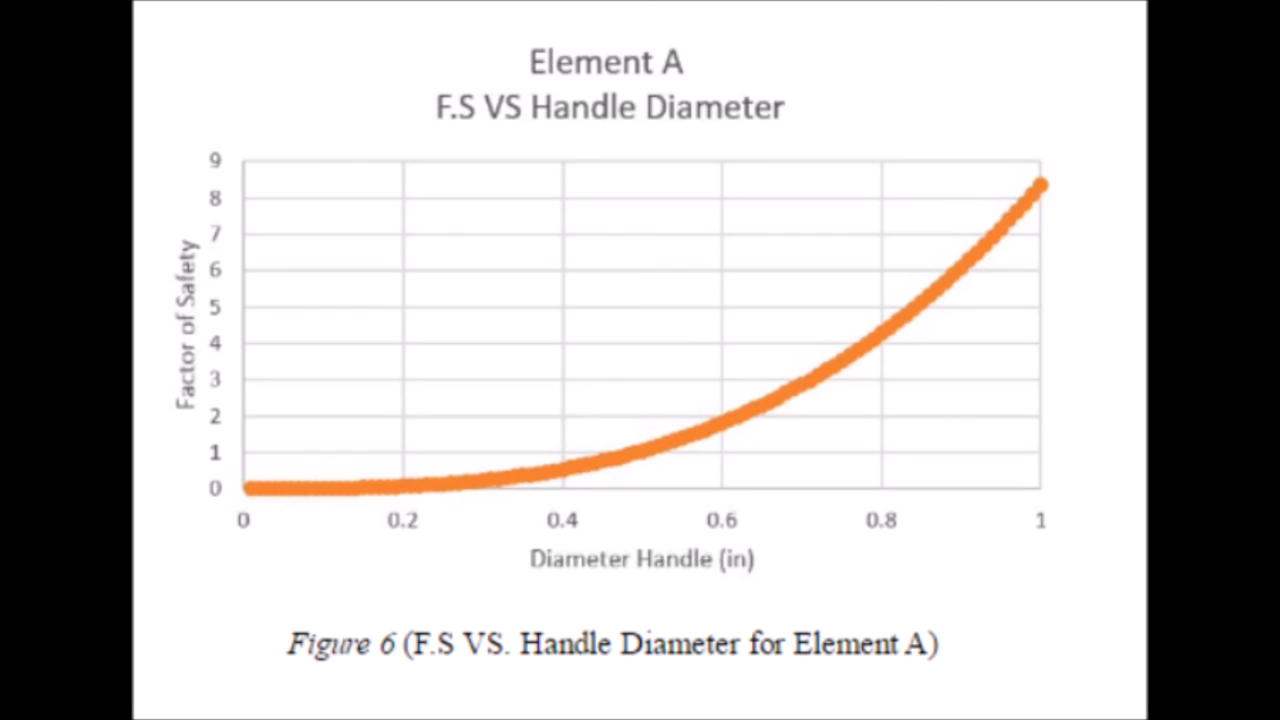 Element A
F.S VS Handle Diameter
9
8
7
6
5
4
3
2
1
0
Factor of Safety
0 0.2 0.4 0.6 0.8 1
Diameter Handle (in)
Figure 6 (F.S VS. Handle Diameter for Element A)